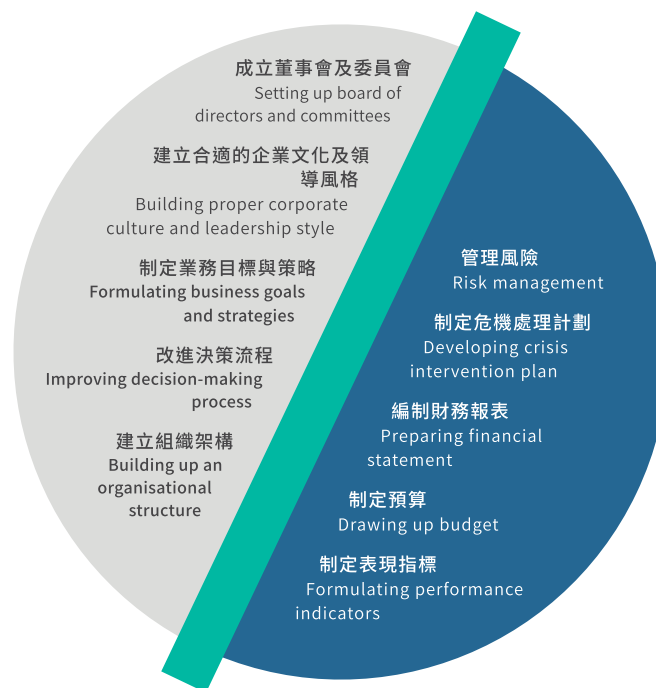 成立董事會及委員會
Setting up board of
directors and committees
建立合適的企業文化及領
導風格
Building proper corporate
culture and leadership style
制定業務目標與策略
Formulating business goals
and strategies
改進決策流程
Improving decision-making
process
建立組織架構
Building up an
organisational
structure
管理風險
Risk management
制定危機處理計劃
Developing crisis
intervention plan
編制財務報表
Preparing financial
statement
制定預算
Drawing up budget
制定表現指標
Formulating performance
indicators